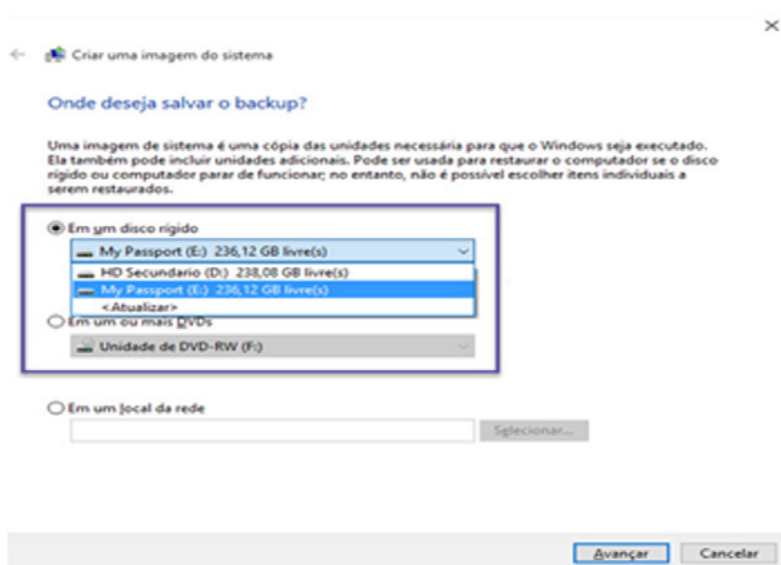 Criar uma imagem do sistema
Onde deseja salvar o backup?
Uma imagem de sistema é uma cópia das unidades necessária para que o Windows seja executado.
Ela também pode incluir unidades adicionais. Pode ser usada para restaurar o computador se o disco
rígido ou computador parar de funcionar; no entanto, não é possível escolher itens individuais a
serem restaurados.
Em um disco rígido
My Passport (E:) 236,12 GB livre(s)
HD Secundario (D:) 238,08 GB livre(s)
My Passport (E:) 236,12 GB livre(s)
<Atualizar>
Em um ou mais DVDs
Unidade de DVD-RW (F:)
Em um local da rede
Selecionar...
Avançar Cancelar